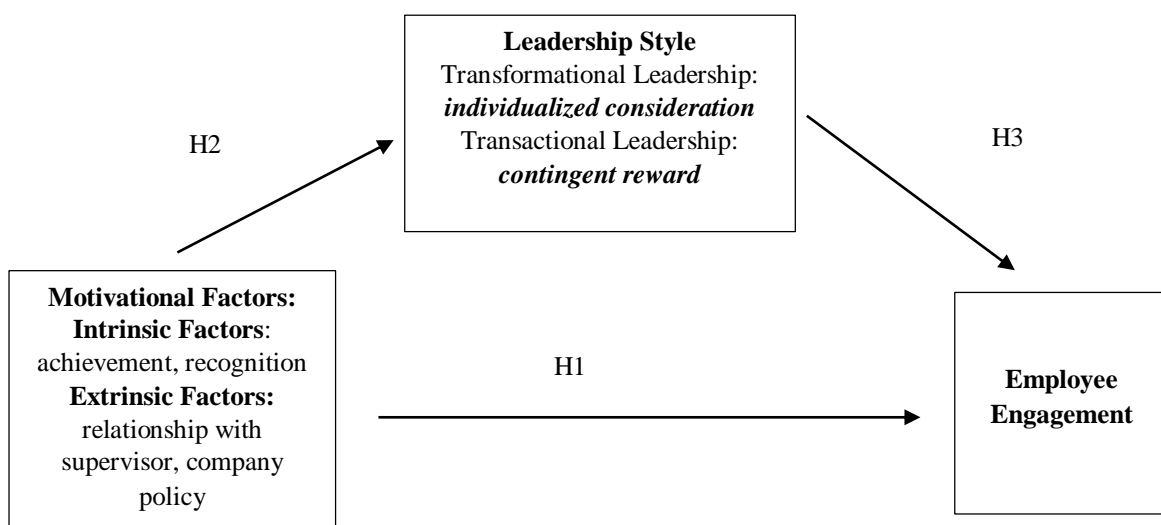 Leadership Style
Transformational Leadership:
individualized consideration
Transactional Leadership:
contingent reward
H2
H3
Motivational Factors:
Intrinsic Factors:
achievement, recognition
Extrinsic Factors:
relationship with
supervisor, company
policy
H1
Employee
Engagement